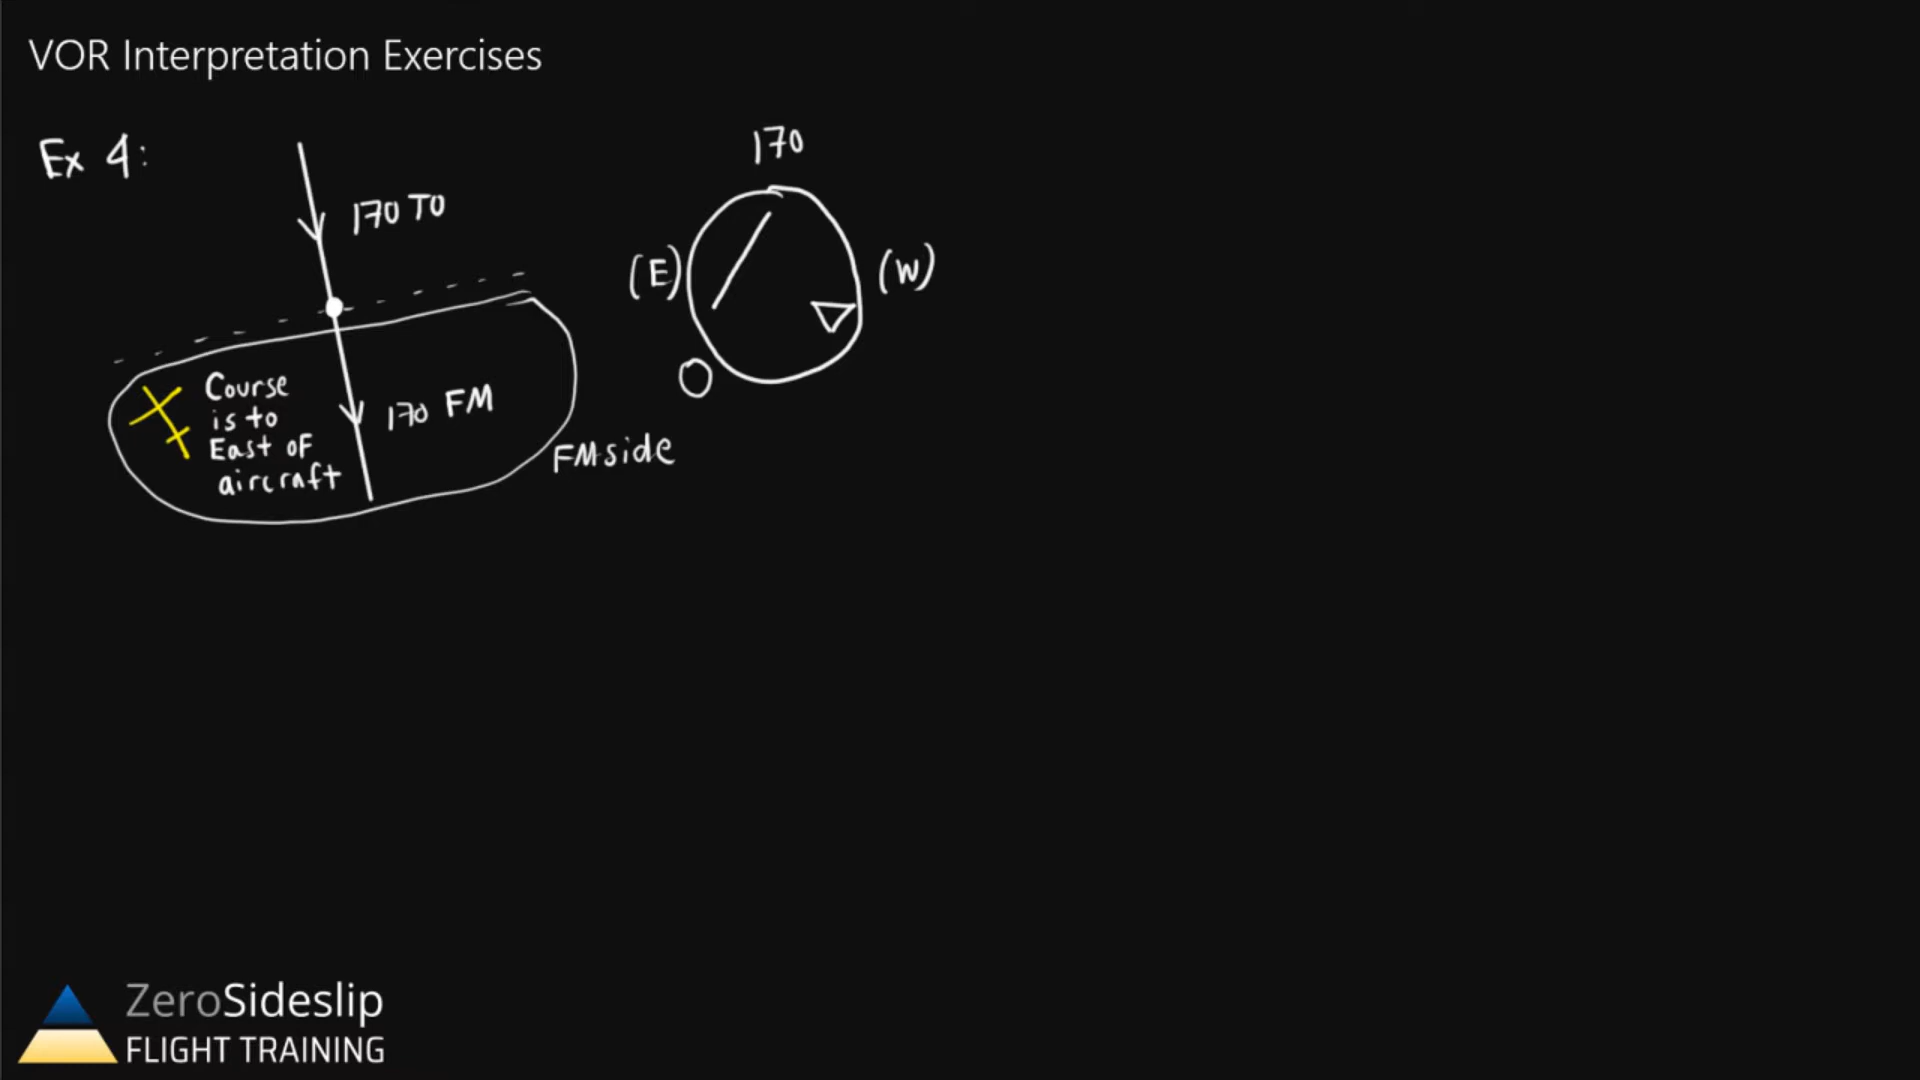 VOR Interpretation Exercises
Ex 4:
170 TO
170
(E)
(W)
O
Course
is to
East of
aircraft
170 FM
FM side
ZeroSideslip
FLIGHT TRAINING